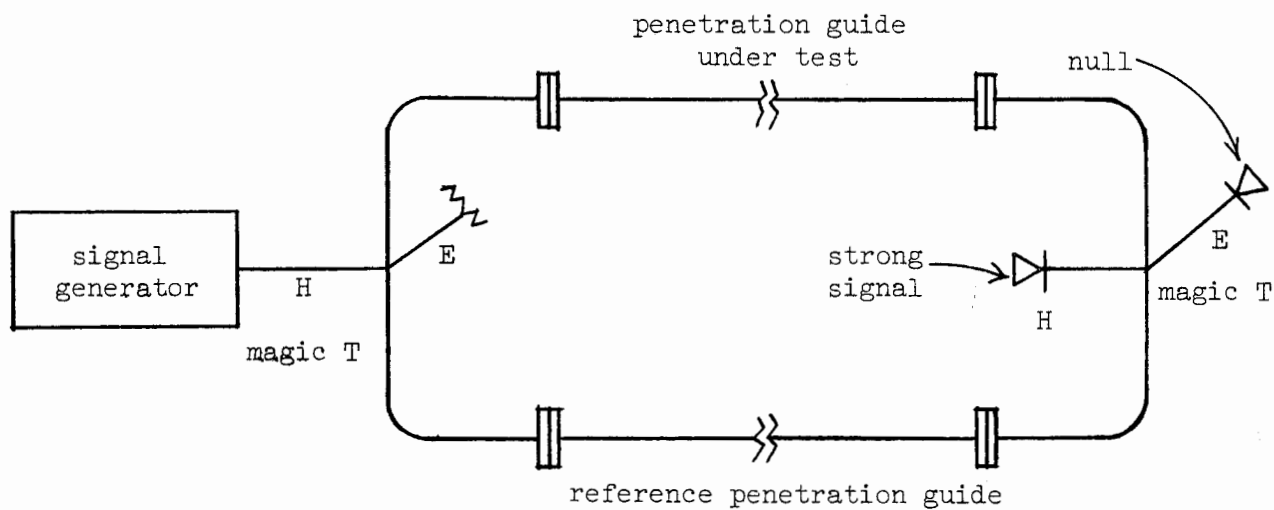 penetration guide
under test
null
signal
generator
H
E
magic T
strong
signal
H
E
magic T
reference penetration guide